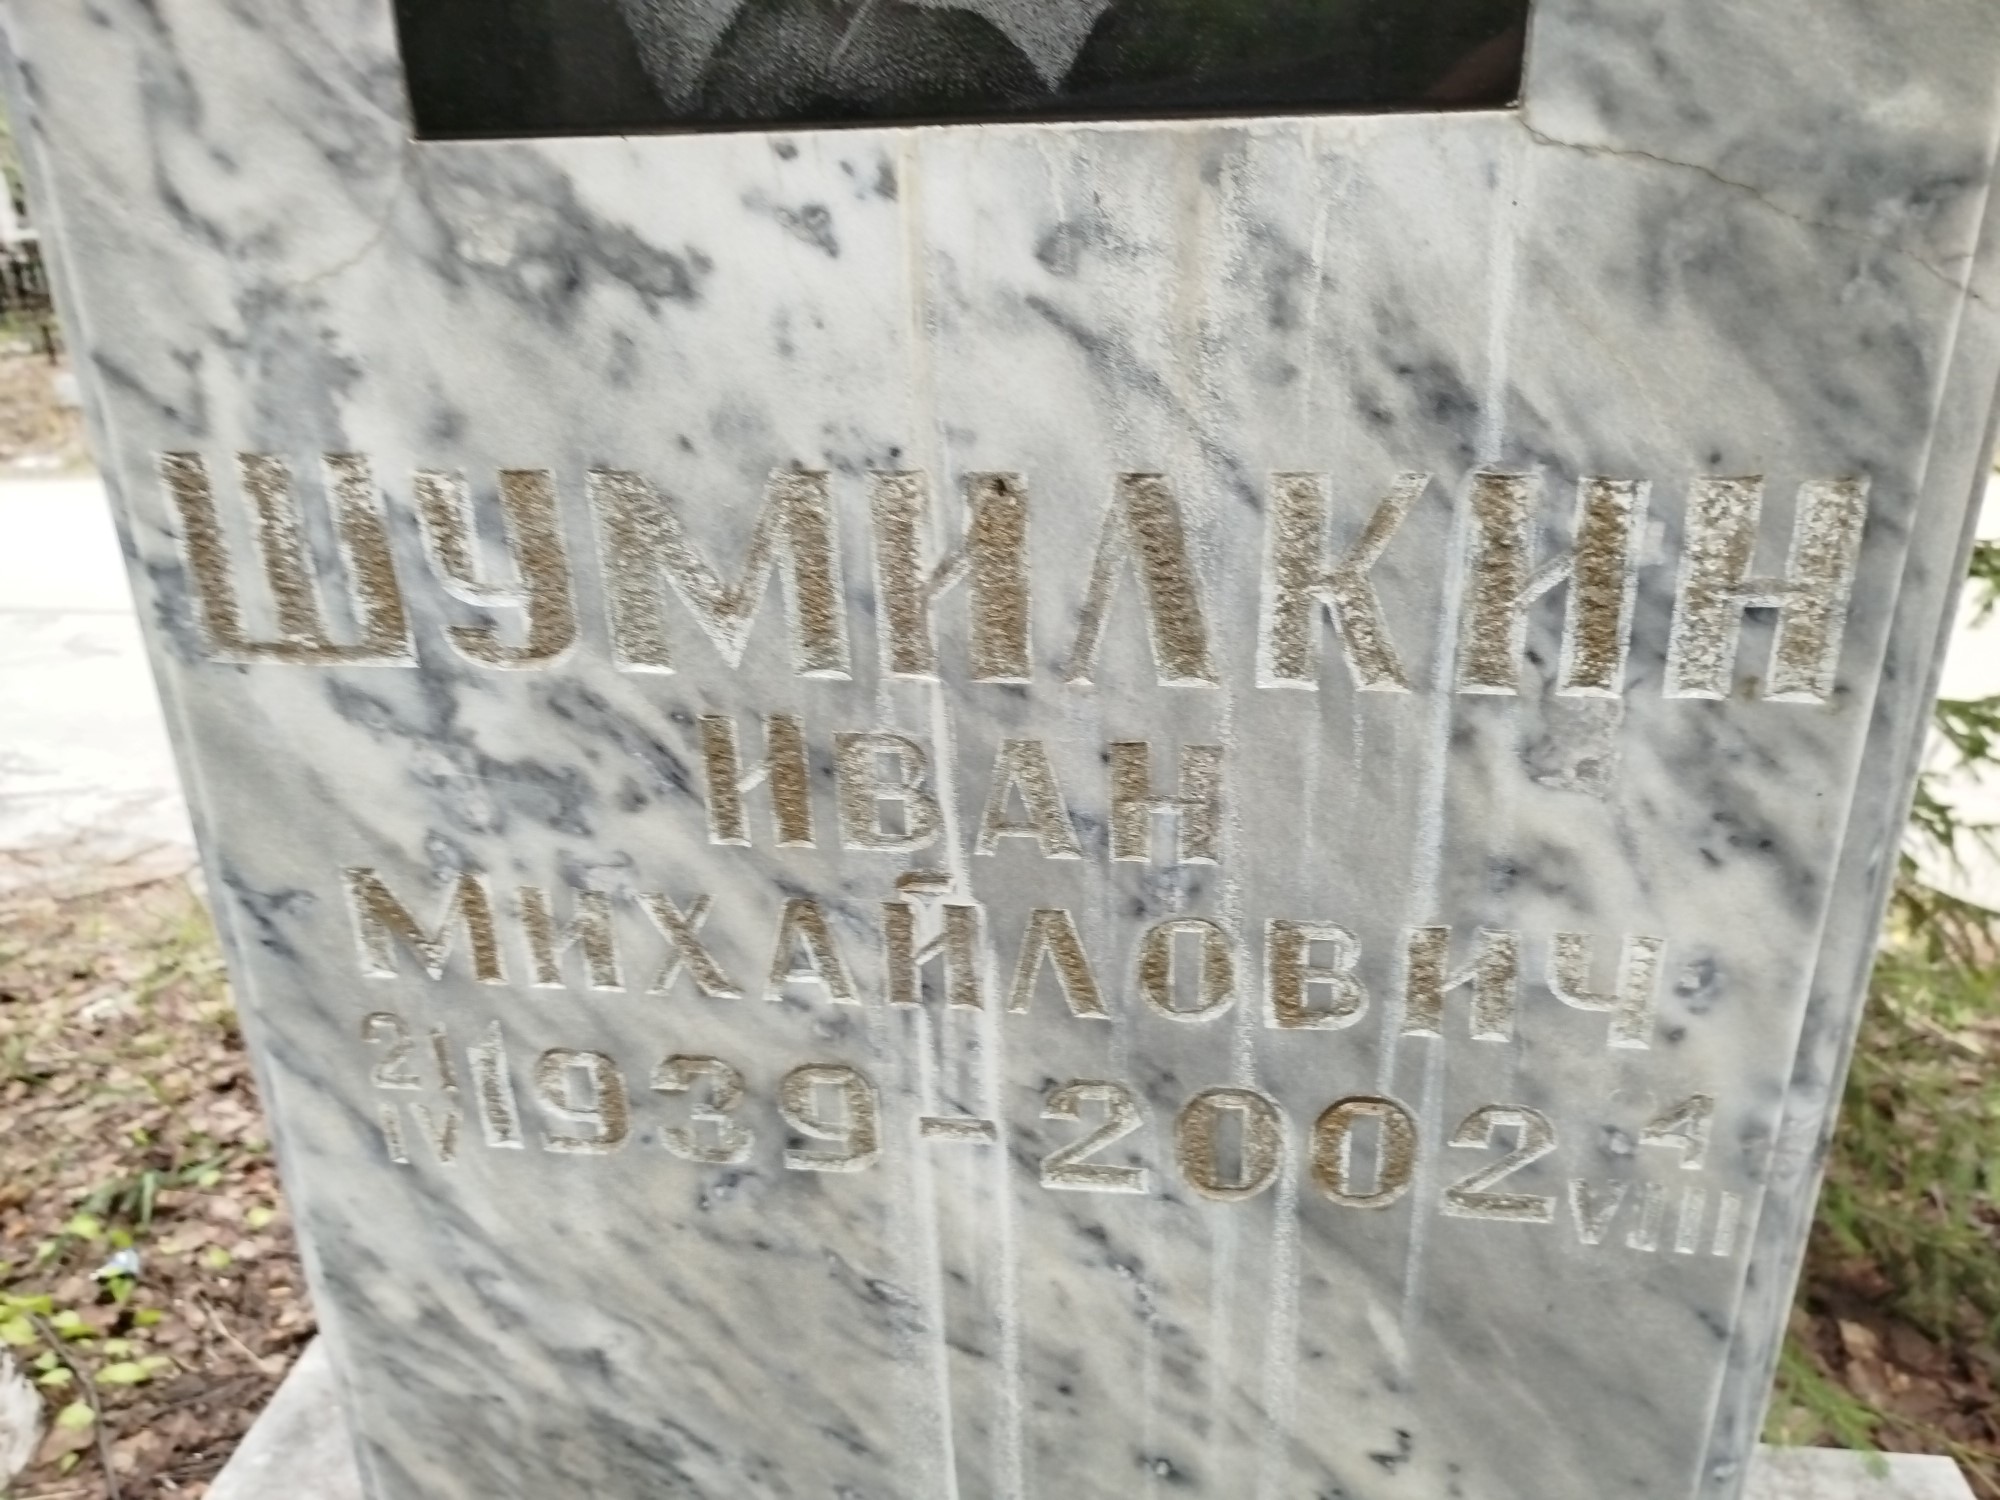 ШУМИЛКИН
ИВАН
МИХАЙЛОВИЧ
21 IV 1939-2002 4 VIII